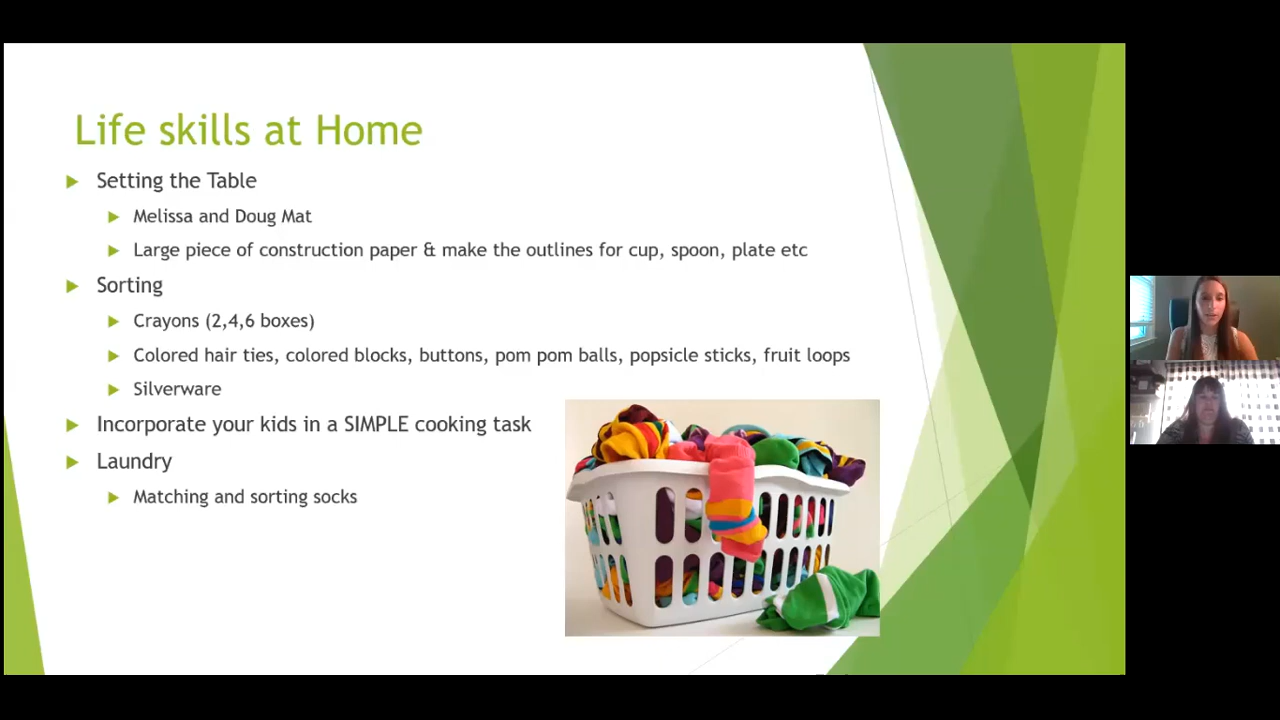 Life skills at Home
Setting the Table
Melissa and Doug Mat
Large piece of construction paper & make the outlines for cup, spoon, plate etc
Sorting
Crayons (2,4,6 boxes)
Colored hair ties, colored blocks, buttons, pom pom balls, popsicle sticks, fruit loops
Silverware
Incorporate your kids in a SIMPLE cooking task
Laundry
Matching and sorting socks